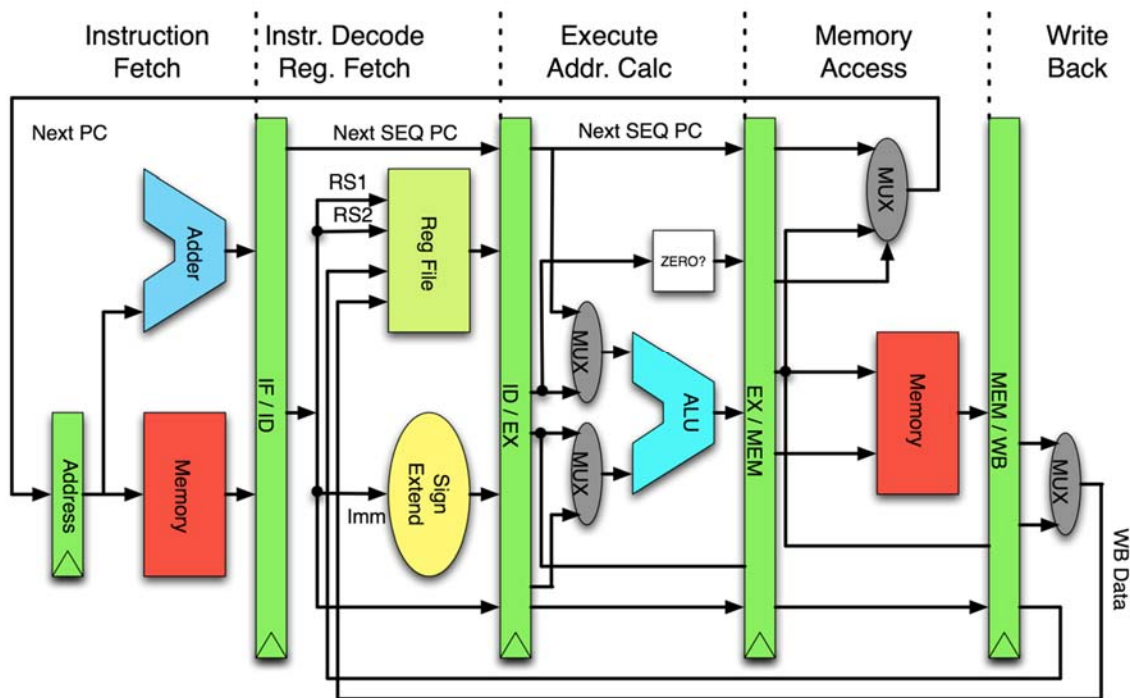 Instruction
Fetch
Instr. Decode
Reg. Fetch
Execute
Addr. Calc
Memory
Access
Write
Back
Next PC
Next SEQ PC
Next SEQ PC
RS1
RS2
Reg File
MUX
Adder
ZERO?
MUX
ALU
IF / ID
ID / EX
EX / MEM
MEM / WB
Memory
Address
Memory
Sign
Extend
Imm
MUX
MUX
WB Data